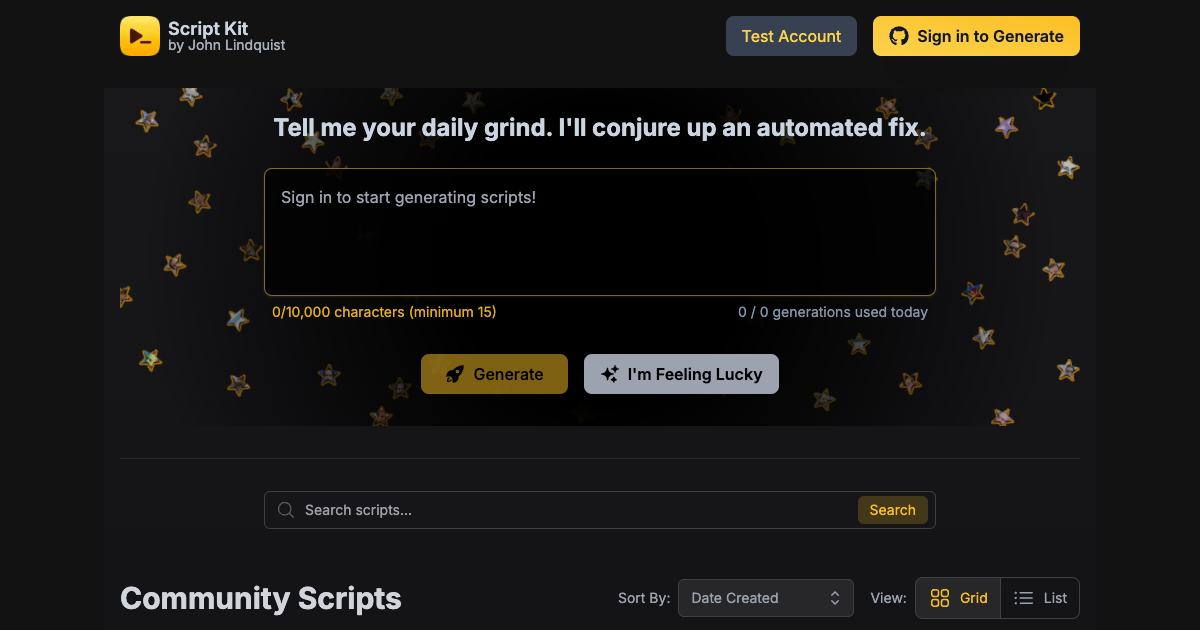 Script Kit
by John Lindquist
Test Account
Sign in to Generate
Tell me your daily grind. I'll conjure up an automated fix.
Sign in to start generating scripts!
0/10,000 characters (minimum 15)
0 / 0 generations used today
Generate
I'm Feeling Lucky
Search scripts...
Search
Community Scripts
Sort By:
Date Created
View:
Grid
List